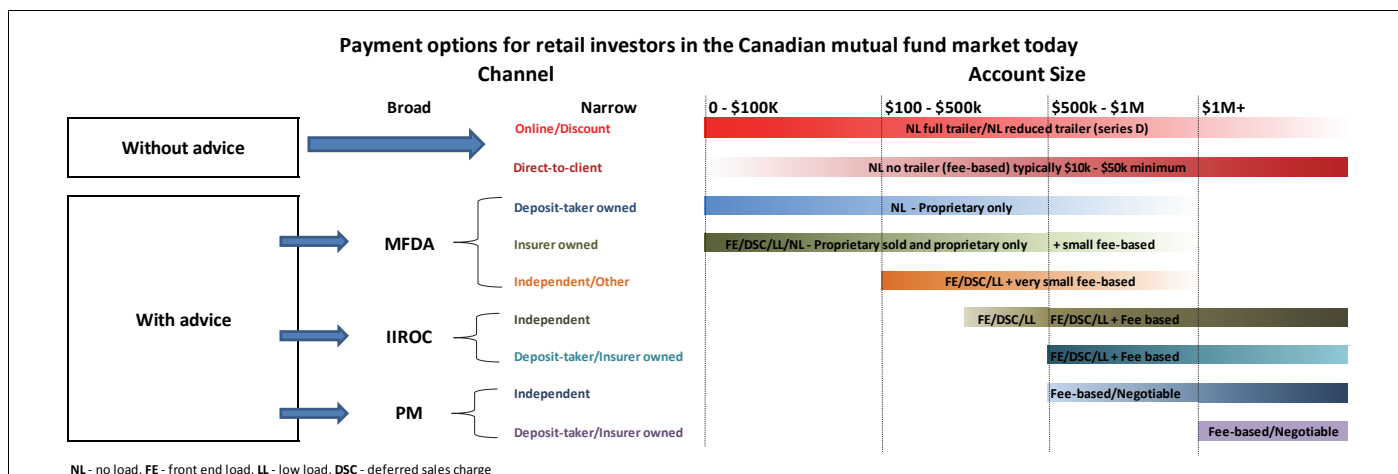 Payment options for retail investors in the Canadian mutual fund market today
Channel Account Size
Broad Narrow 0 - $100K $100 - $500k $500k - $1M $1M+
Without advice
Online/Discount NL full trailer/NL reduced trailer (series D)
Direct-to-client NL no trailer (fee-based) typically $10k - $50k minimum
With advice
MFDA
Deposit-taker owned NL - Proprietary only
Insurer owned FE/DSC/LL/NL - Proprietary sold and proprietary only + small fee-based
Independent/Other FE/DSC/LL + very small fee-based
IIROC
Independent FE/DSC/LL FE/DSC/LL + Fee based
Deposit-taker/Insurer owned FE/DSC/LL + Fee based
PM
Independent Fee-based/Negotiable
Deposit-taker/Insurer owned Fee-based/Negotiable
NL - no load, FE - front end load, LL - low load, DSC - deferred sales charge